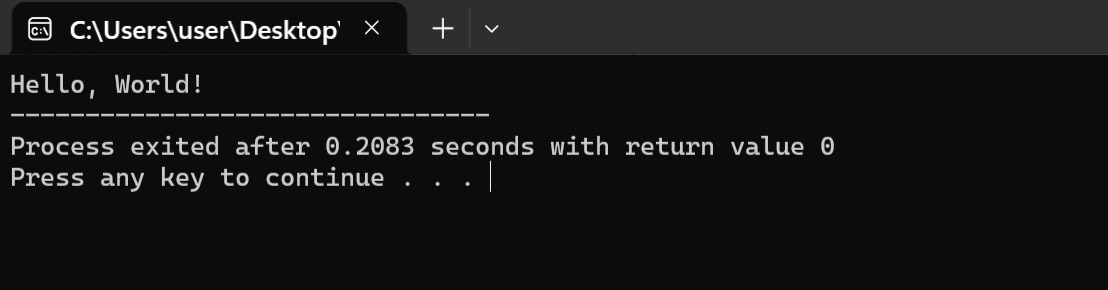 C:\Users\user\Desktop\
Hello, World!
--------------------------------
Process exited after 0.2083 seconds with return value 0
Press any key to continue . . .